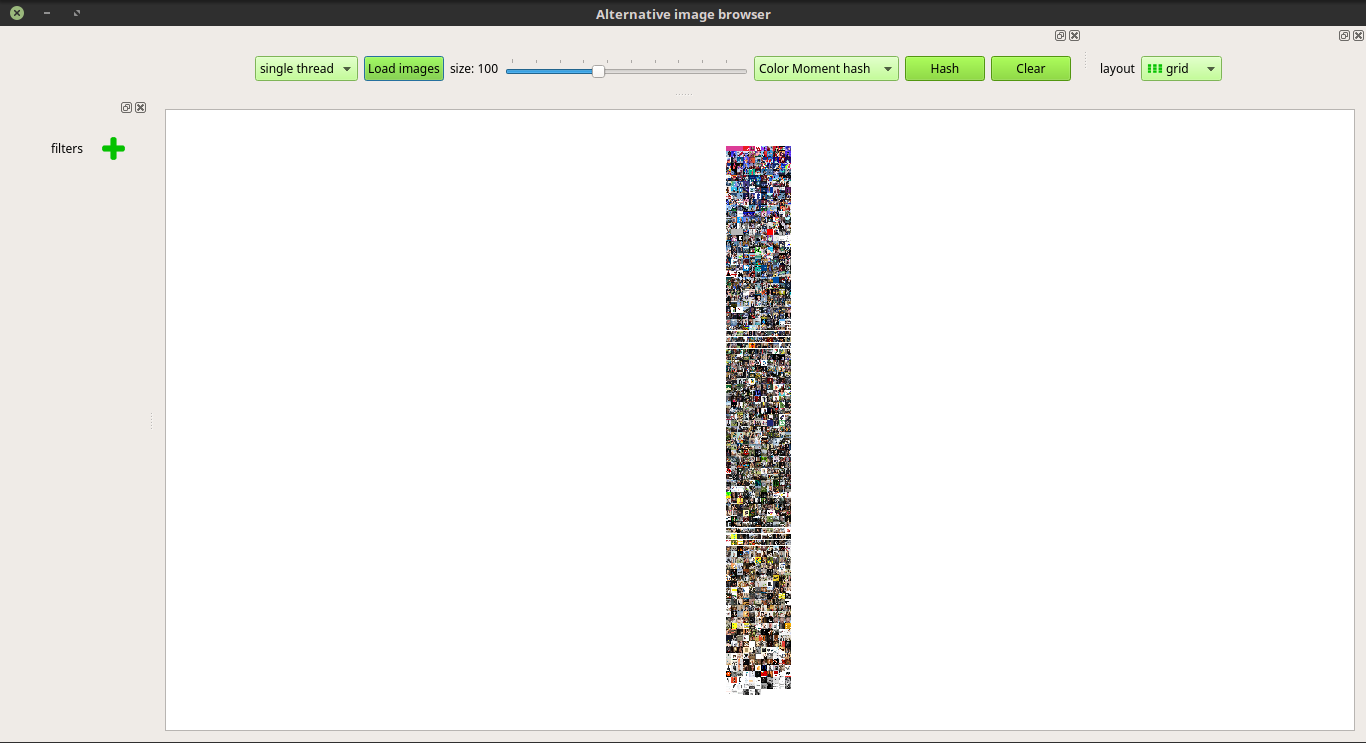 Alternative image browser
single thread Load images size: 100 Color Moment hash Hash Clear layout grid
filters